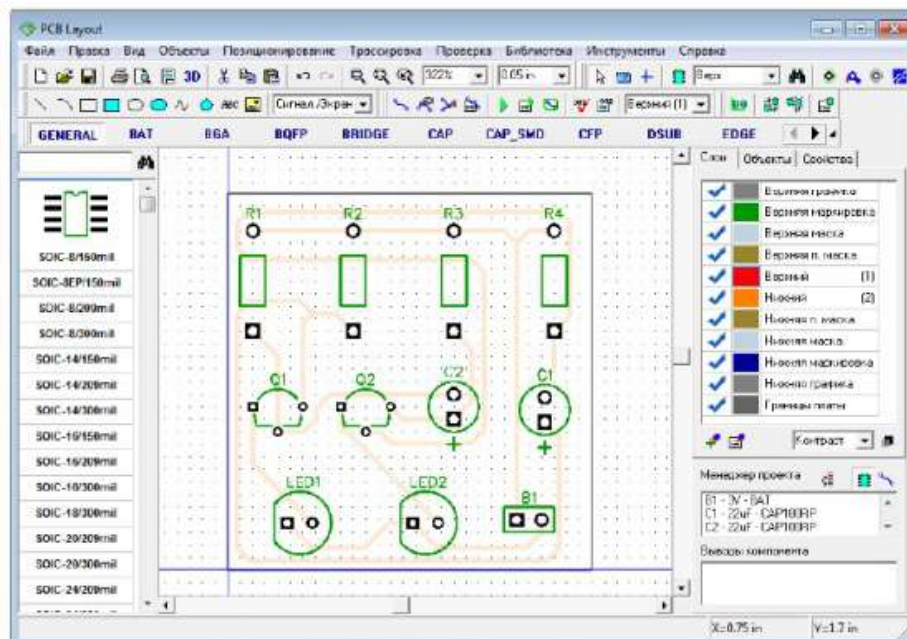 PCB Layout
Файл Правка Вид Объекты Позиционирование Трассировка Проверка Библиотека Инструменты Справка
3D 322% 0.05 in Верх
ABC Сигнал./Экран Верхний (1)
GENERAL BAT BGA BQFP BRIDGE CAP CAP_SMD CFP DSUB EDGE
Слои Объекты Свойства
SOIC-8/150mil
SOIC-8EP/150mil
SOIC-8/209mil
SOIC-8/300mil
SOIC-14/150mil
SOIC-14/209mil
SOIC-14/300mil
SOIC-16/150mil
SOIC-16/209mil
SOIC-16/300mil
SOIC-18/300mil
SOIC-20/209mil
SOIC-20/300mil
SOIC-24/209mil
R1 R2 R3 R4
Q1 Q2 C2 C1
LED1 LED2 B1
Верхняя графика
Верхняя маркировка
Верхняя маска
Верхняя п. маска
Верхний (1)
Нижний (2)
Нижняя п. маска
Нижняя маска
Нижняя маркировка
Нижняя графика
Границы платы
Контраст
Менеджер проекта
B1 - 3V - BAT
C1 - 22uF - CAP100RP
C2 - 22uF - CAP100RP
Выводы компонента
X=0.75 in Y=1.7 in